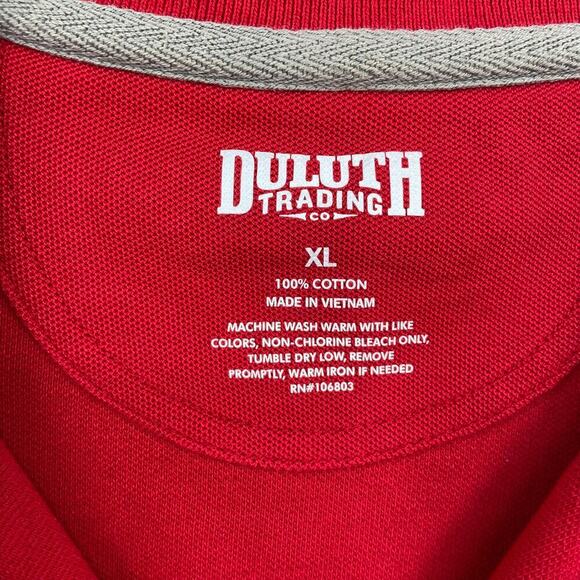 DULUTH
TRADING
CO
XL
100% COTTON
MADE IN VIETNAM
MACHINE WASH WARM WITH LIKE
COLORS, NON-CHLORINE BLEACH ONLY,
TUMBLE DRY LOW, REMOVE
PROMPTLY, WARM IRON IF NEEDED
RN#106803